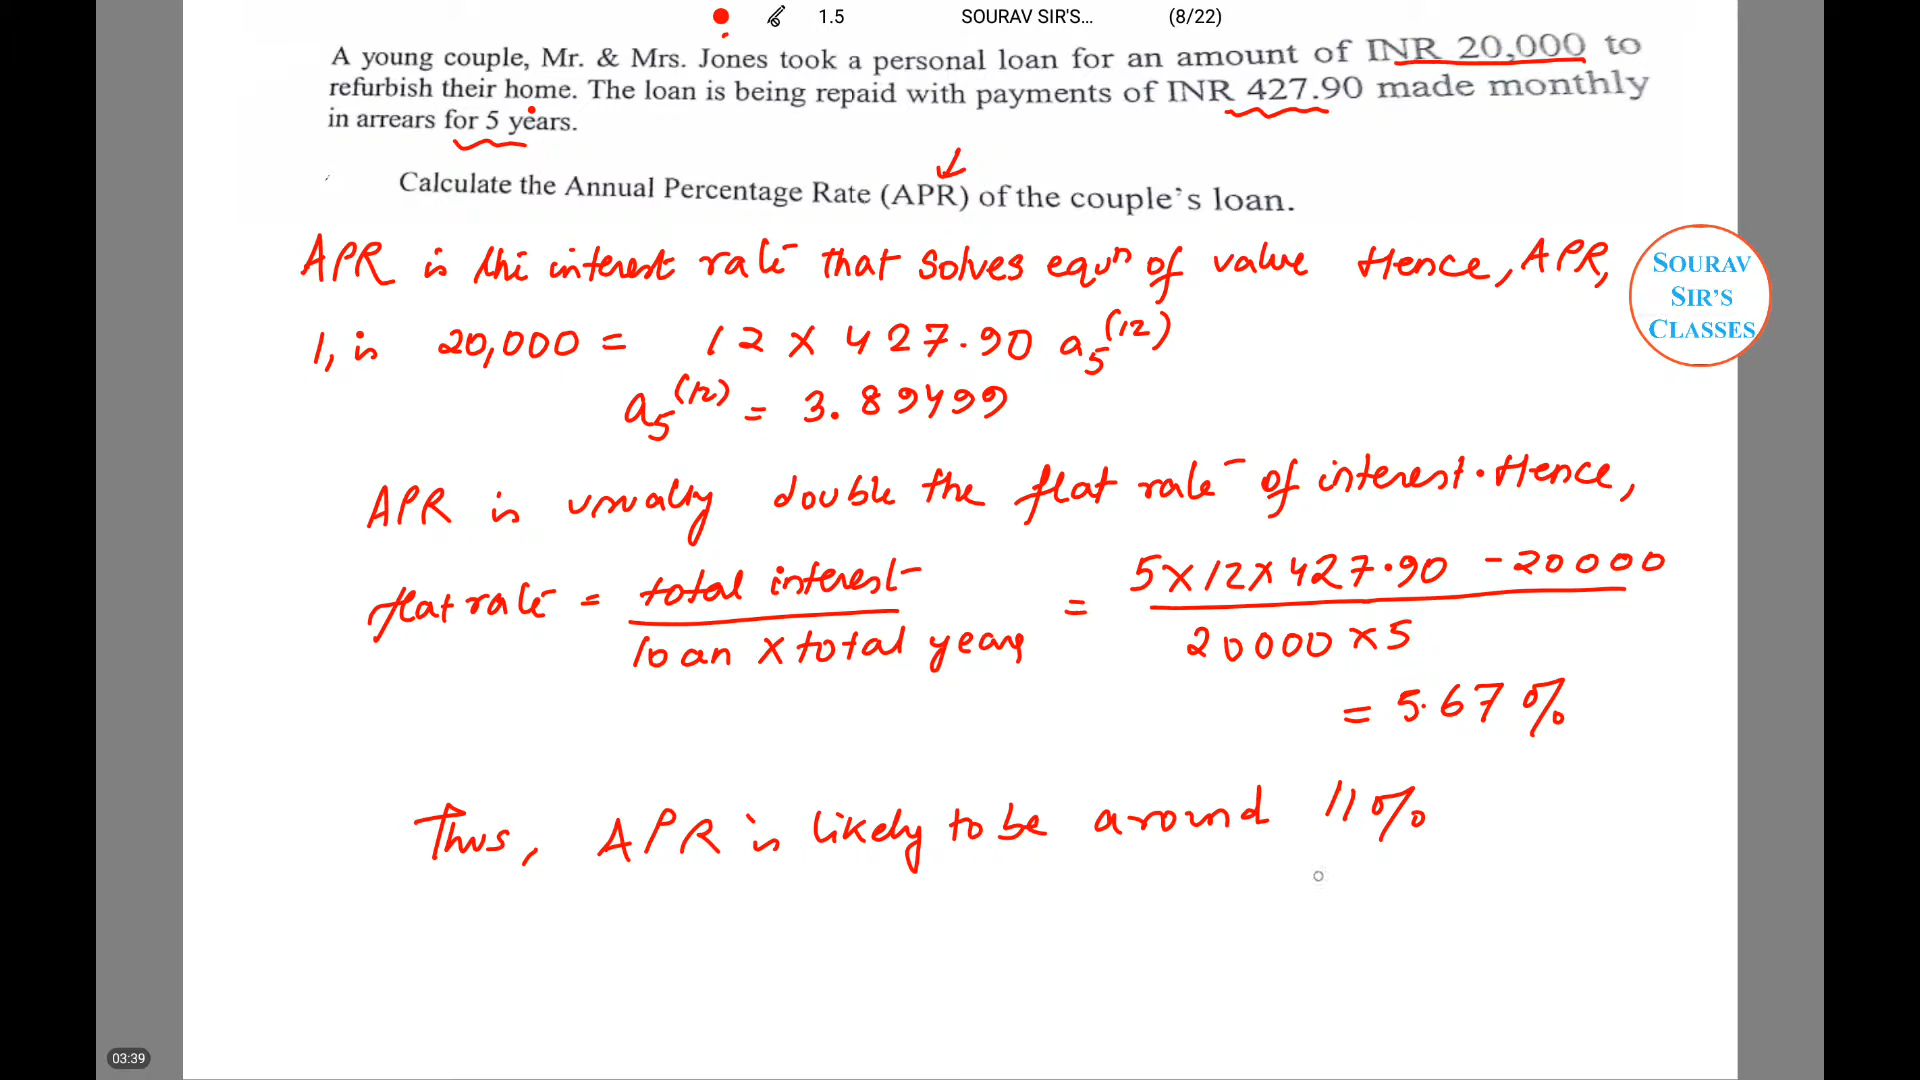 1.5 SOURAV SIR'S... (8/22)
A young couple, Mr. & Mrs. Jones took a personal loan for an amount of INR 20,000 to
refurbish their home. The loan is being repaid with payments of INR 427.90 made monthly
in arrears for 5 years.
Calculate the Annual Percentage Rate (APR) of the couple's loan.
APR is the interest rate that solves equⁿ of value Hence, APR,
SOURAV
SIR'S
CLASSES
1, is 20,000 = 12 × 427.90 a₅⁽¹²⁾
a₅⁽¹²⁾ = 3.89499
APR is usually double the flat rate of interest. Hence,
flat rate = total interest / loan × total years = 5×12×427.90 - 20000 / 20000 × 5
= 5.67 %
Thus, APR is likely to be around 11%
03:39